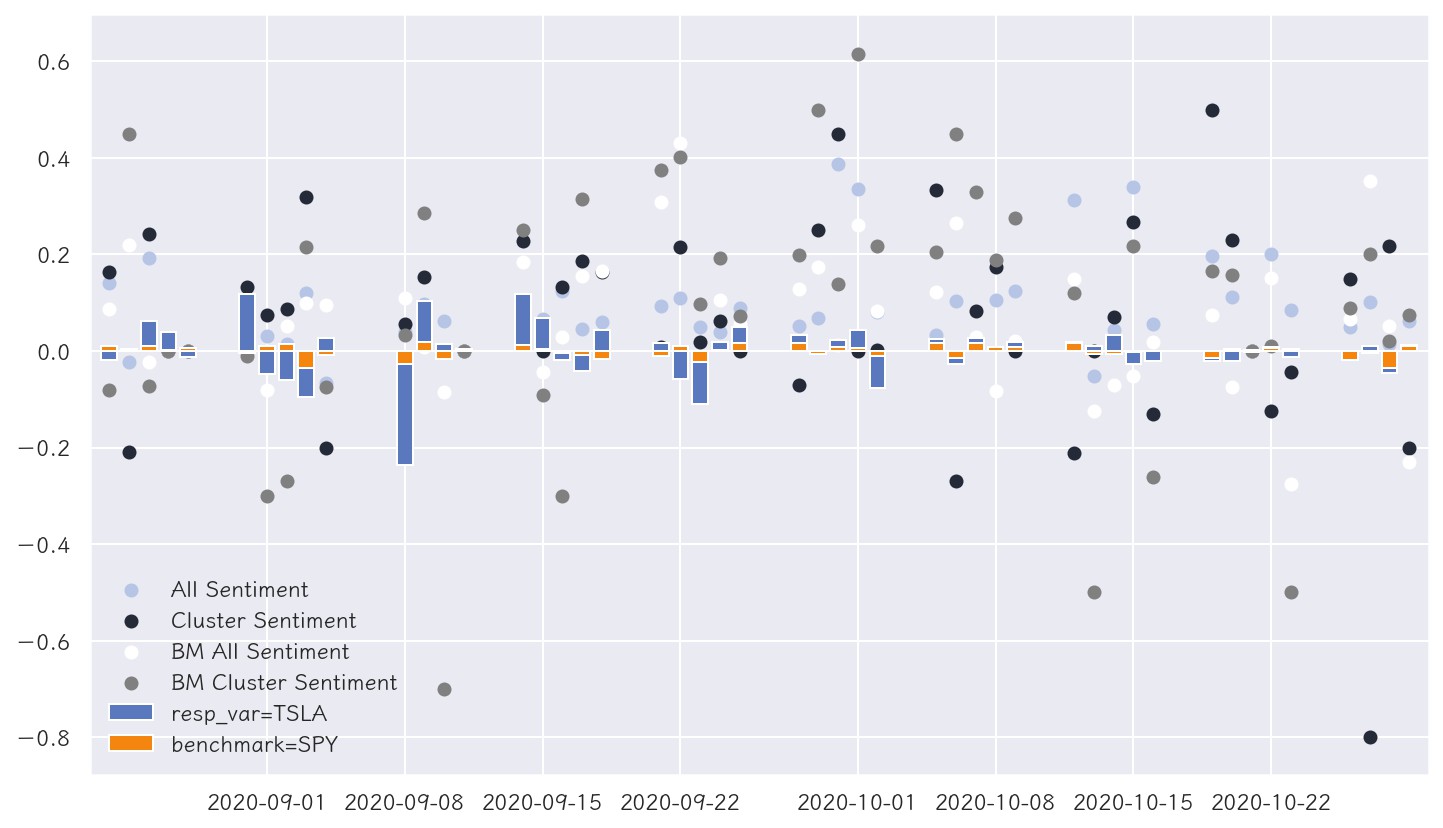 0.6
0.4
0.2
0.0
−0.2
−0.4
−0.6
−0.8
All Sentiment
Cluster Sentiment
BM All Sentiment
BM Cluster Sentiment
resp_var=TSLA
benchmark=SPY
2020-09-01 2020-09-08 2020-09-15 2020-09-22 2020-10-01 2020-10-08 2020-10-15 2020-10-22